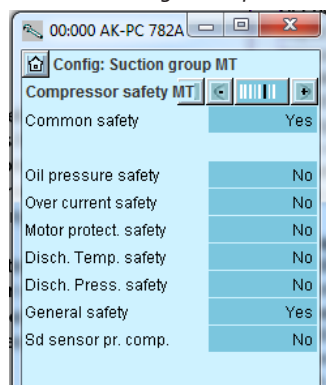 00:000 AK-PC 782A
Config: Suction group MT
Compressor safety MT
Common safety Yes
Oil pressure safety No
Over current safety No
Motor protect. safety No
Disch. Temp. safety No
Disch. Press. safety No
General safety Yes
Sd sensor pr. comp. No